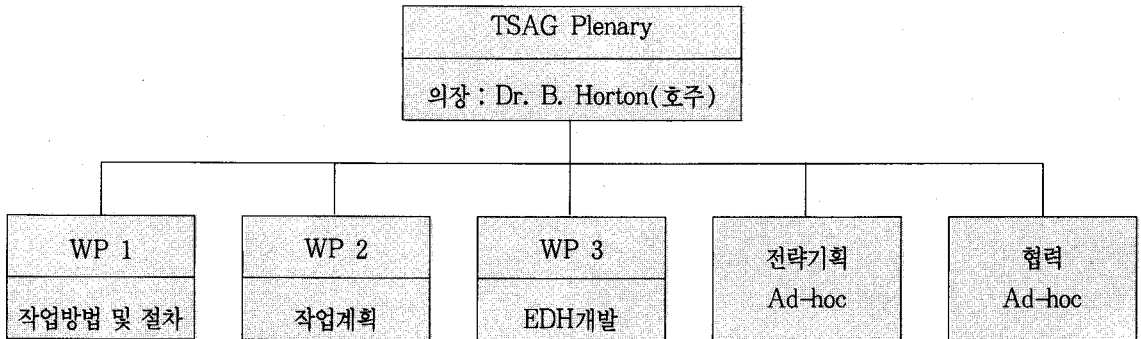 TSAG Plenary
의장 : Dr. B. Horton(호주)
WP 1
작업방법 및 절차
WP 2
작업계획
WP 3
EDH개발
전략기획
Ad-hoc
협력
Ad-hoc